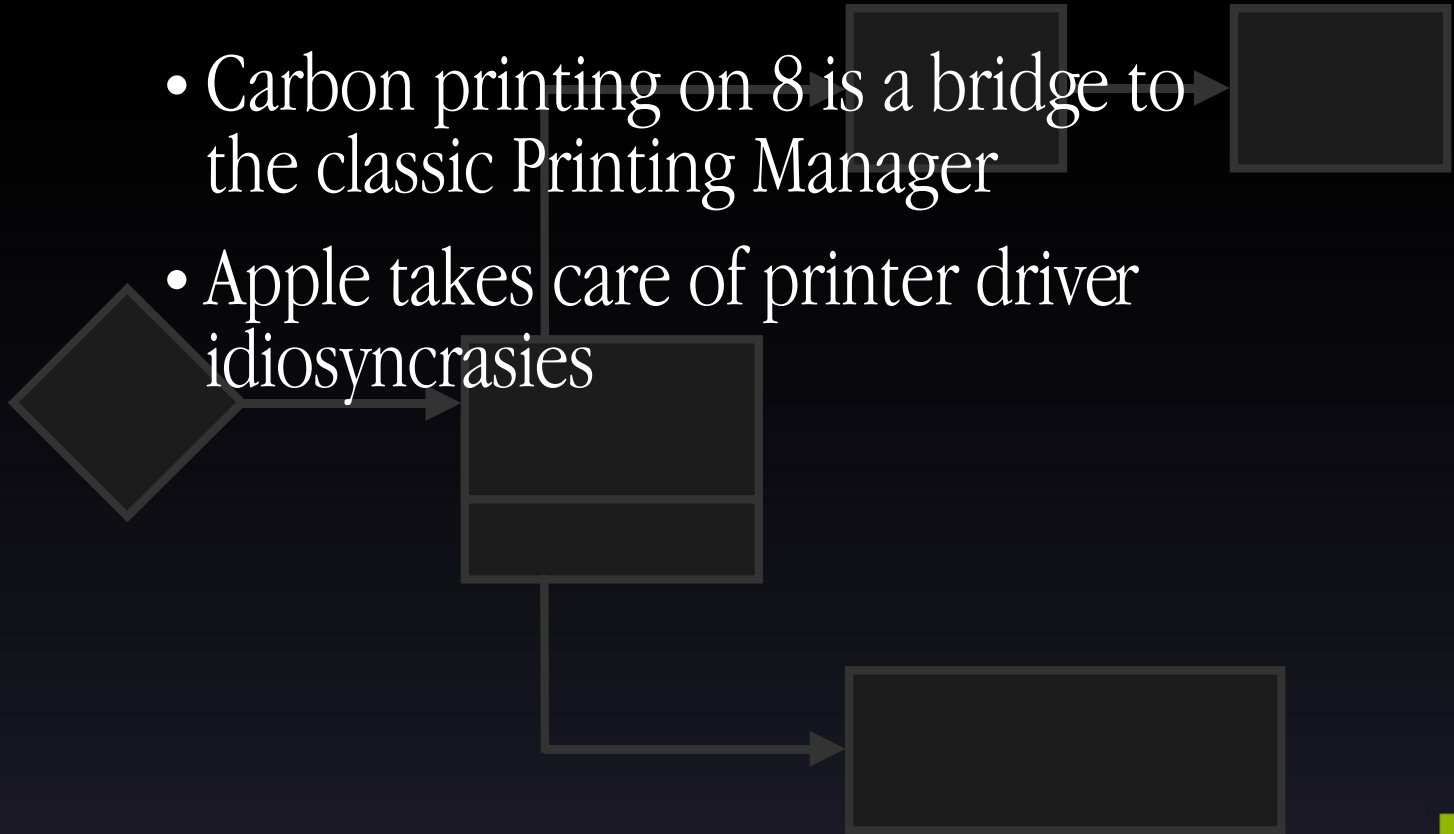 • Carbon printing on 8 is a bridge to
the classic Printing Manager
• Apple takes care of printer driver
idiosyncrasies